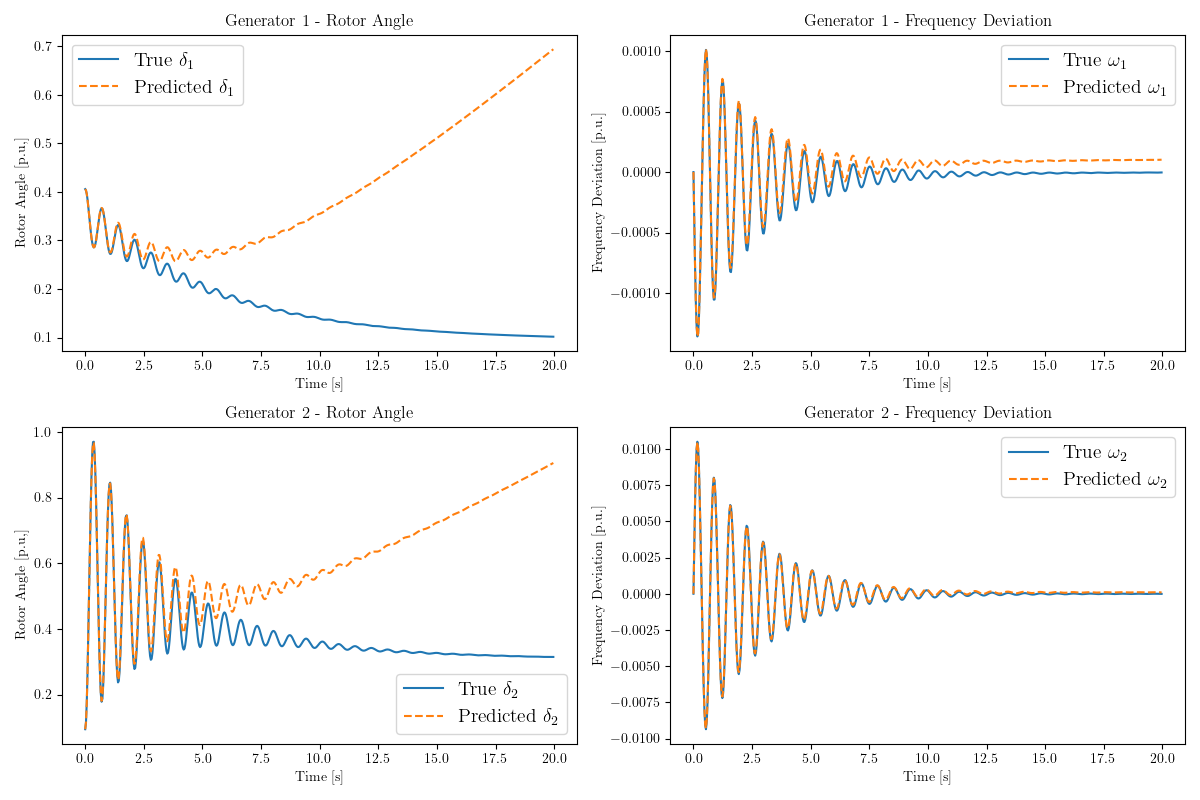 Generator 1 - Rotor Angle
Rotor Angle [p.u.]
0.7
0.6
0.5
0.4
0.3
0.2
0.1
True δ₁
Predicted δ₁
0.0 2.5 5.0 7.5 10.0 12.5 15.0 17.5 20.0
Time [s]
Generator 1 - Frequency Deviation
Frequency Deviation [p.u.]
0.0010
0.0005
0.0000
−0.0005
−0.0010
True ω₁
Predicted ω₁
0.0 2.5 5.0 7.5 10.0 12.5 15.0 17.5 20.0
Time [s]
Generator 2 - Rotor Angle
Rotor Angle [p.u.]
1.0
0.8
0.6
0.4
0.2
True δ₂
Predicted δ₂
0.0 2.5 5.0 7.5 10.0 12.5 15.0 17.5 20.0
Time [s]
Generator 2 - Frequency Deviation
Frequency Deviation [p.u.]
0.0100
0.0075
0.0050
0.0025
0.0000
−0.0025
−0.0050
−0.0075
−0.0100
True ω₂
Predicted ω₂
0.0 2.5 5.0 7.5 10.0 12.5 15.0 17.5 20.0
Time [s]